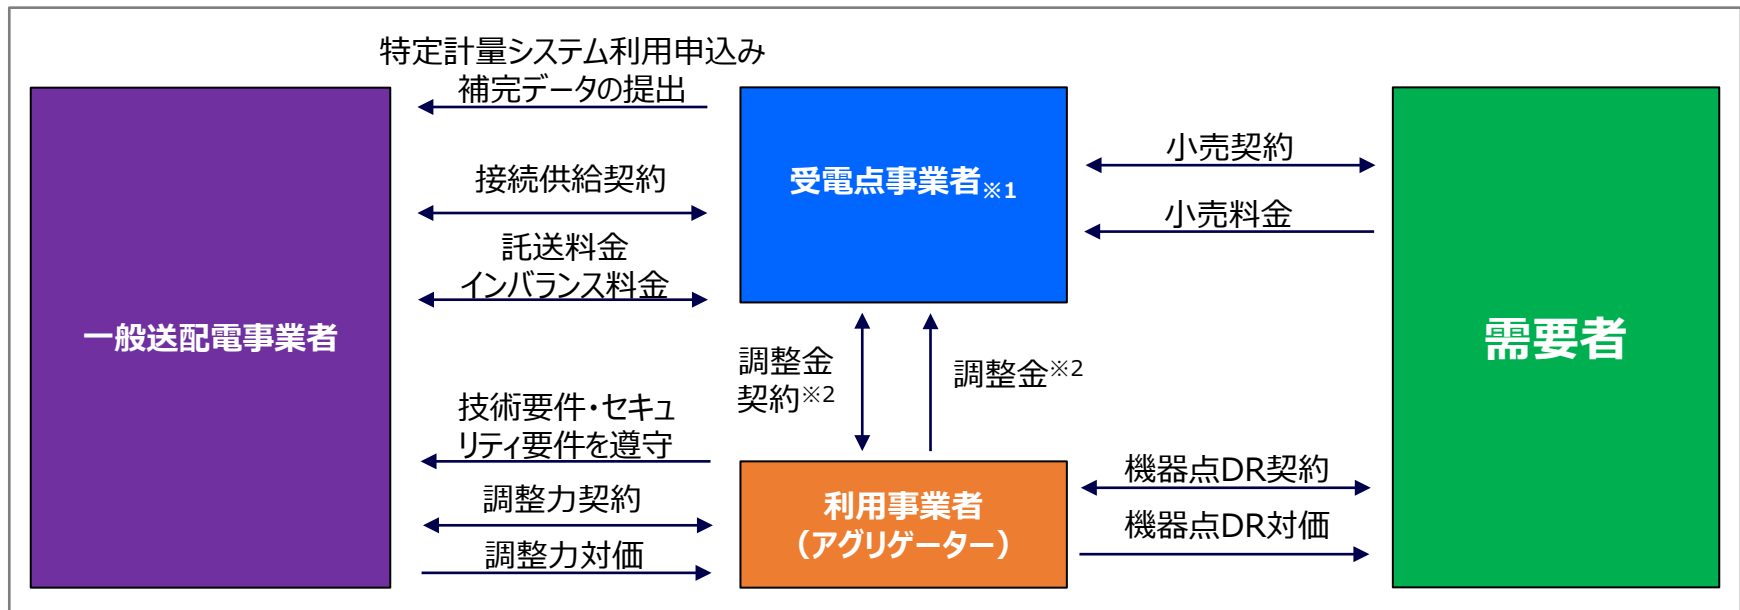 特定計量システム利用申込み
補完データの提出
接続供給契約
託送料金
インバランス料金
一般送配電事業者
技術要件・セキュ
リティ要件を遵守
調整力契約
調整力対価
受電点事業者※1
調整金
契約※2
調整金※2
利用事業者
（アグリゲーター）
小売契約
小売料金
機器点DR契約
機器点DR対価
需要者